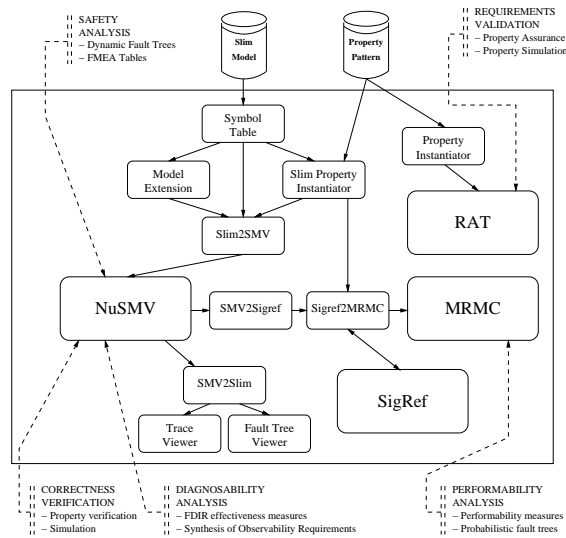 SAFETY
ANALYSIS
– Dynamic Fault Trees
– FMEA Tables
Slim
Model
Property
Pattern
REQUIREMENTS
VALIDATION
– Property Assurance
– Property Simulation
Symbol
Table
Property
Instantiator
Model
Extension
Slim Property
Instantiator
RAT
Slim2SMV
NuSMV
SMV2Sigref
Sigref2MRMC
MRMC
SMV2Slim
SigRef
Trace
Viewer
Fault Tree
Viewer
CORRECTNESS
VERIFICATION
– Property verification
– Simulation
DIAGNOSABILITY
ANALYSIS
– FDIR effectiveness measures
– Synthesis of Observability Requirements
PERFORMABILITY
ANALYSIS
– Performability measures
– Probabilistic fault trees